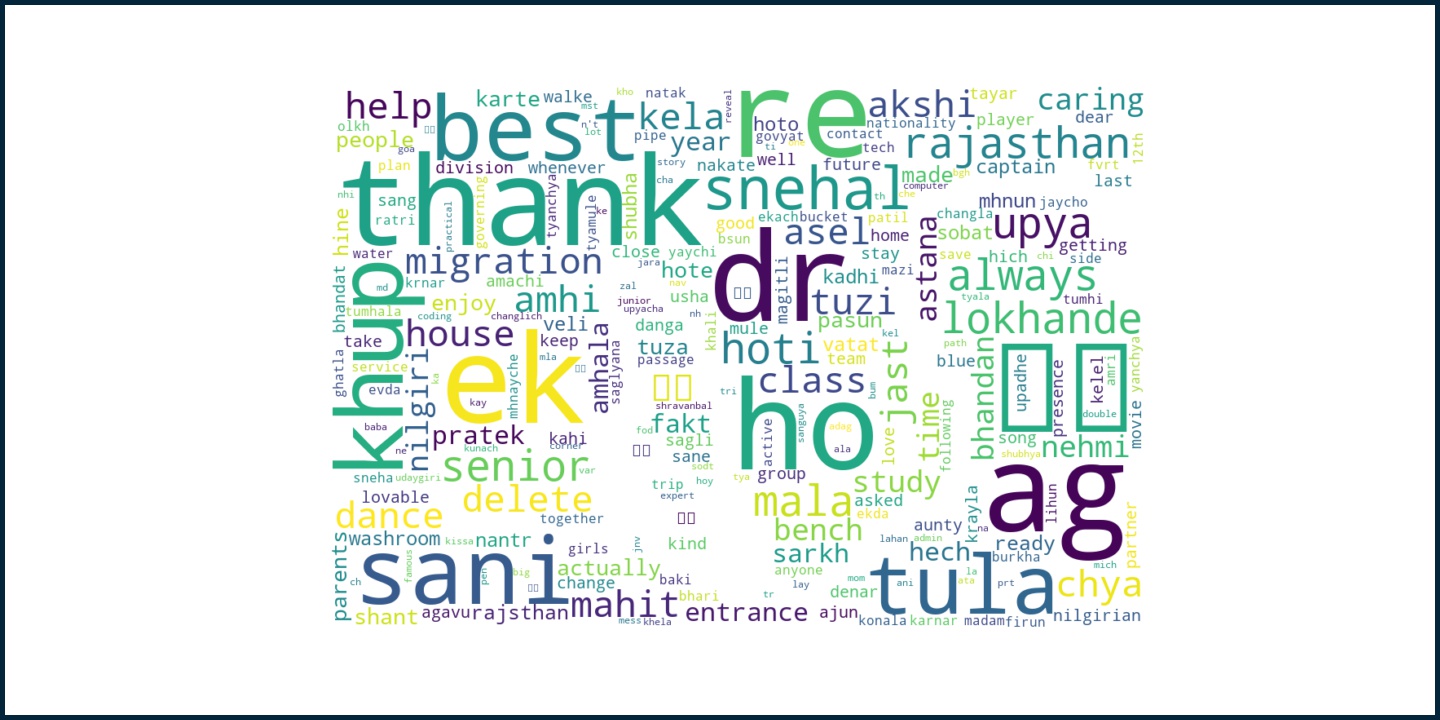 help
karte
walke
natak
kho
mst
n't
lot
best
kela
reveal
re
akshi
tayar
caring
olkh
people
goa
pipe
year
hoto
govyat
ti
one
contact
nationality
tech
player
dear
rajasthan
12th
plan
division
whenever
story
nakate
well
future
made
bgh
captain
fvrt
last
nhi
thank
cha
snehal
computer
th
che
sang
ratri
practical
governing
tyanchya
tyamule
ke
shubha
mhnun
jaycho
hine
good
bsun
ekach
bucket
patil
changla
sobat
upya
water
md
migration
close
yaychi
jara
hote
asel
home
stay
astana
save
hich
chi
getting
side
khup
krnar
amachi
zal
nav
dr
magitli
kadhi
mazi
always
bhandat
tumhala
enjoy
amhi
junior
upyacha
usha
nh
tuzi
tyala
tumhi
coding
changlich
veli
danga
khali
mule
pasun
lokhande
take
house
keep
amhala
saglyana
tuza
passage
hoti
vatat
team
kel
path
blue
ghatla
service
evda
nilgiri
ka
ek
mla
mhnayche
kay
tri
class
bum
jast
bhandan
upadhe
presence
kelel
amri
double
yanchya
movie
baba
ne
pratek
kahi
corner
shravanbal
fakt
fod
sagli
sane
sodt
ho
active
sanguya
adag
ala
love
time
following
song
shubhya
nehmi
kunach
sneha
udaygiri
senior
var
trip
hoy
expert
tya
group
study
ag
lovable
delete
mala
asked
ekda
krayla
lihun
dance
together
bench
aunty
na
partner
washroom
kissa
nantr
girls
jnv
kind
sarkh
lahan
admin
hech
ready
burkha
mich
parents
ch
famous
sani
pen
big
actually
change
baki
anyone
mom
lay
denar
tula
ani
la
ata
prt
chya
shant
agavu
rajsthan
mahit
bhari
mess
khela
entrance
tr
ajun
konala
karnar
madam
firun
nilgirian